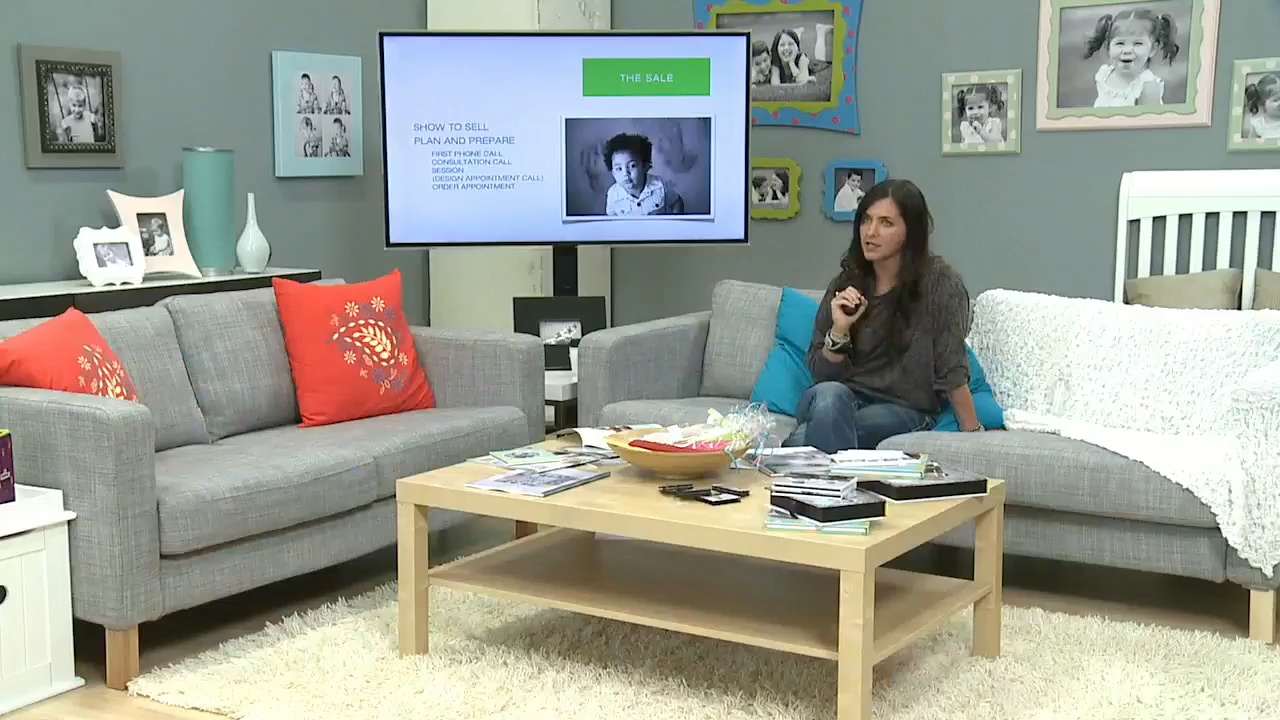 THE SALE
SHOW TO SELL
PLAN AND PREPARE
FIRST PHONE CALL
CONSULTATION CALL
SESSION
(DESIGN APPOINTMENT CALL)
ORDER APPOINTMENT